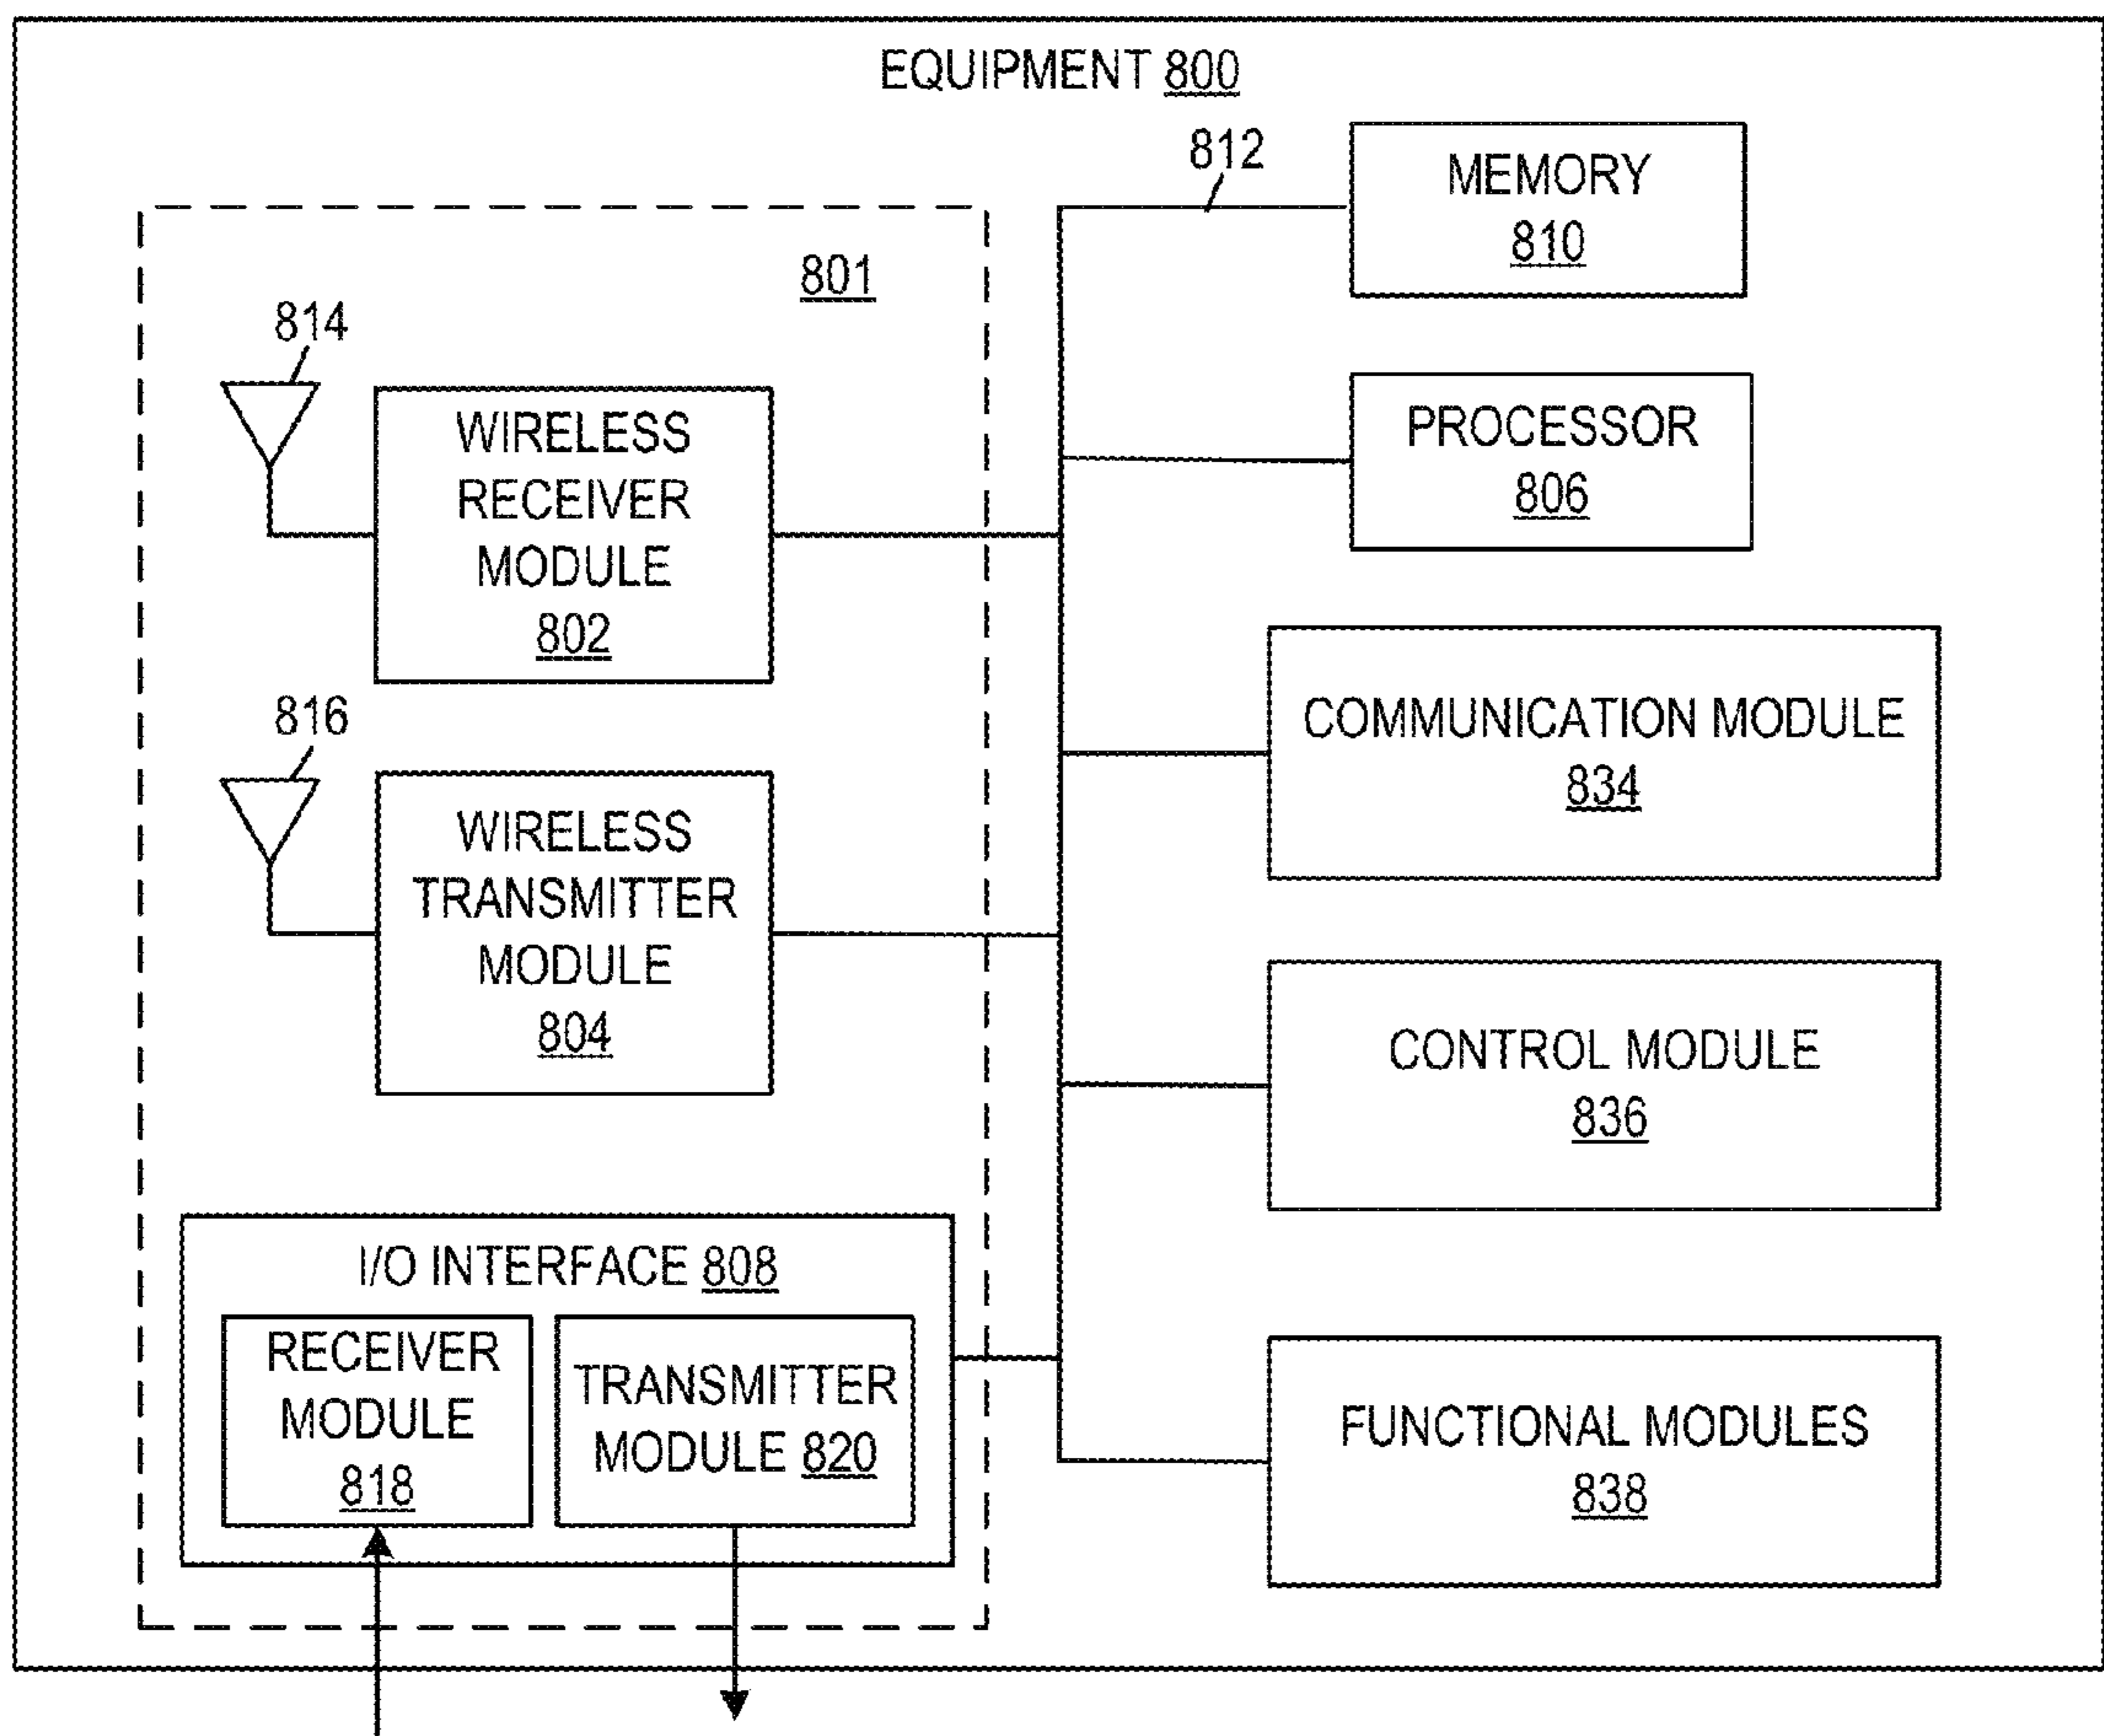 EQUIPMENT 800
812
MEMORY
810
801
814
WIRELESS
RECEIVER
MODULE
802
PROCESSOR
806
816
WIRELESS
TRANSMITTER
MODULE
804
COMMUNICATION MODULE
834
CONTROL MODULE
836
I/O INTERFACE 808
RECEIVER
MODULE
818
TRANSMITTER
MODULE 820
FUNCTIONAL MODULES
838